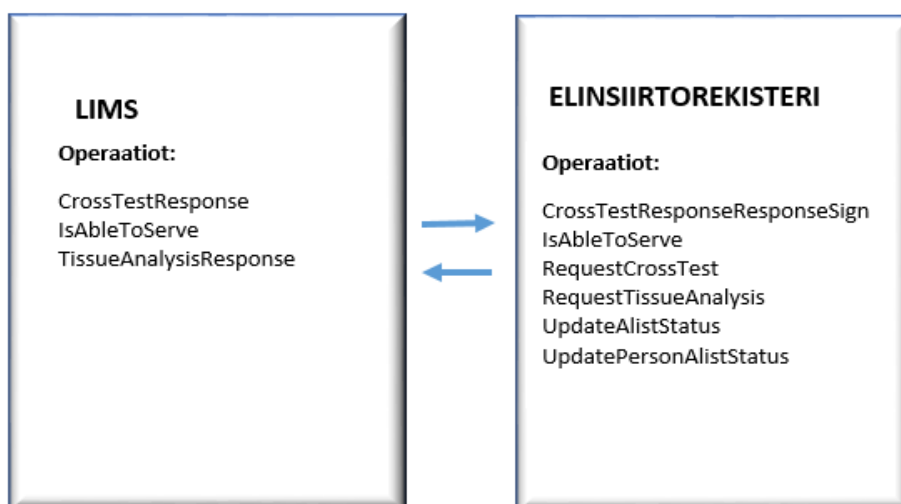 LIMS
Operaatiot:
CrossTestResponse
IsAbleToServe
TissueAnalysisResponse
ELINSIIRTOREKISTERI
Operaatiot:
CrossTestResponseResponseSign
IsAbleToServe
RequestCrossTest
RequestTissueAnalysis
UpdateAlistStatus
UpdatePersonAlistStatus